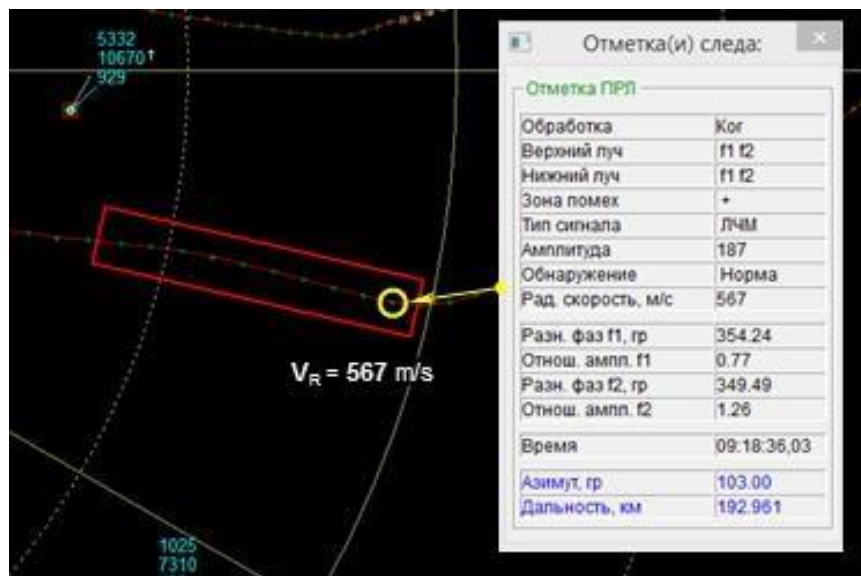 5332
10670↑
929
V_R = 567 m/s
1025
7310
Отметка(и) следа:
Отметка ПРЛ
Обработка Ког
Верхний луч f1 f2
Нижний луч f1 f2
Зона помех +
Тип сигнала ЛЧМ
Амплитуда 187
Обнаружение Норма
Рад. скорость, м/с 567
Разн. фаз f1, гр 354.24
Отнош. ампл. f1 0.77
Разн. фаз f2, гр 349.49
Отнош. ампл. f2 1.26
Время 09:18:36,03
Азимут, гр 103.00
Дальность, км 192.961